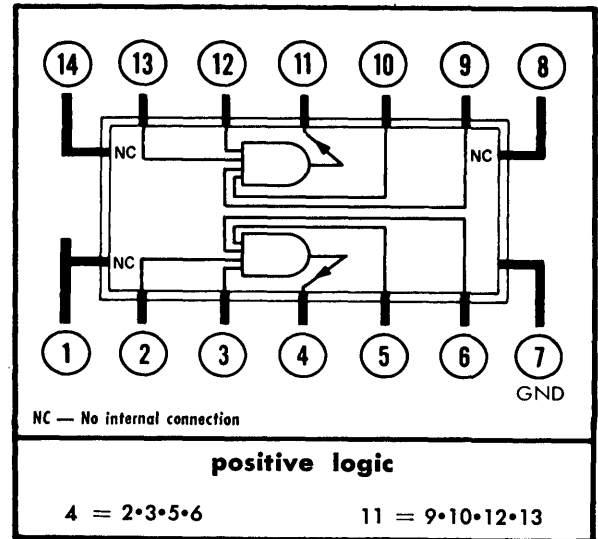 14 13 12 11 10 9 8
NC NC
NC
1 2 3 4 5 6 7
GND
NC — No internal connection
positive logic
4 = 2•3•5•6 11 = 9•10•12•13